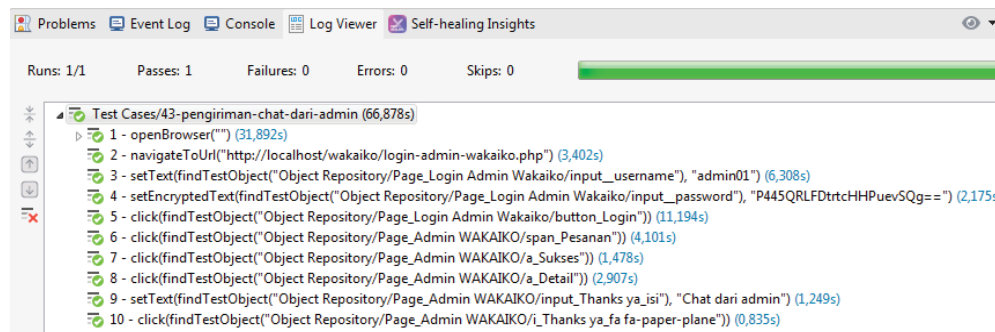 Problems Event Log Console Log Viewer Self-healing Insights
Runs: 1/1 Passes: 1 Failures: 0 Errors: 0 Skips: 0
Test Cases/43-pengiriman-chat-dari-admin (66,878s)
1 - openBrowser("") (31,892s)
2 - navigateToUrl("http://localhost/wakaiko/login-admin-wakaiko.php") (3,402s)
3 - setText(findTestObject("Object Repository/Page_Login Admin Wakaiko/input__username"), "admin01") (6,308s)
4 - setEncryptedText(findTestObject("Object Repository/Page_Login Admin Wakaiko/input__password"), "P445QRLFDtrtcHHPuevSQg==") (2,175s
5 - click(findTestObject("Object Repository/Page_Login Admin Wakaiko/button_Login")) (11,194s)
6 - click(findTestObject("Object Repository/Page_Admin WAKAIKO/span_Pesanan")) (4,101s)
7 - click(findTestObject("Object Repository/Page_Admin WAKAIKO/a_Sukses")) (1,478s)
8 - click(findTestObject("Object Repository/Page_Admin WAKAIKO/a_Detail")) (2,907s)
9 - setText(findTestObject("Object Repository/Page_Admin WAKAIKO/input_Thanks ya_isi"), "Chat dari admin") (1,249s)
10 - click(findTestObject("Object Repository/Page_Admin WAKAIKO/i_Thanks ya_fa fa-paper-plane")) (0,835s)